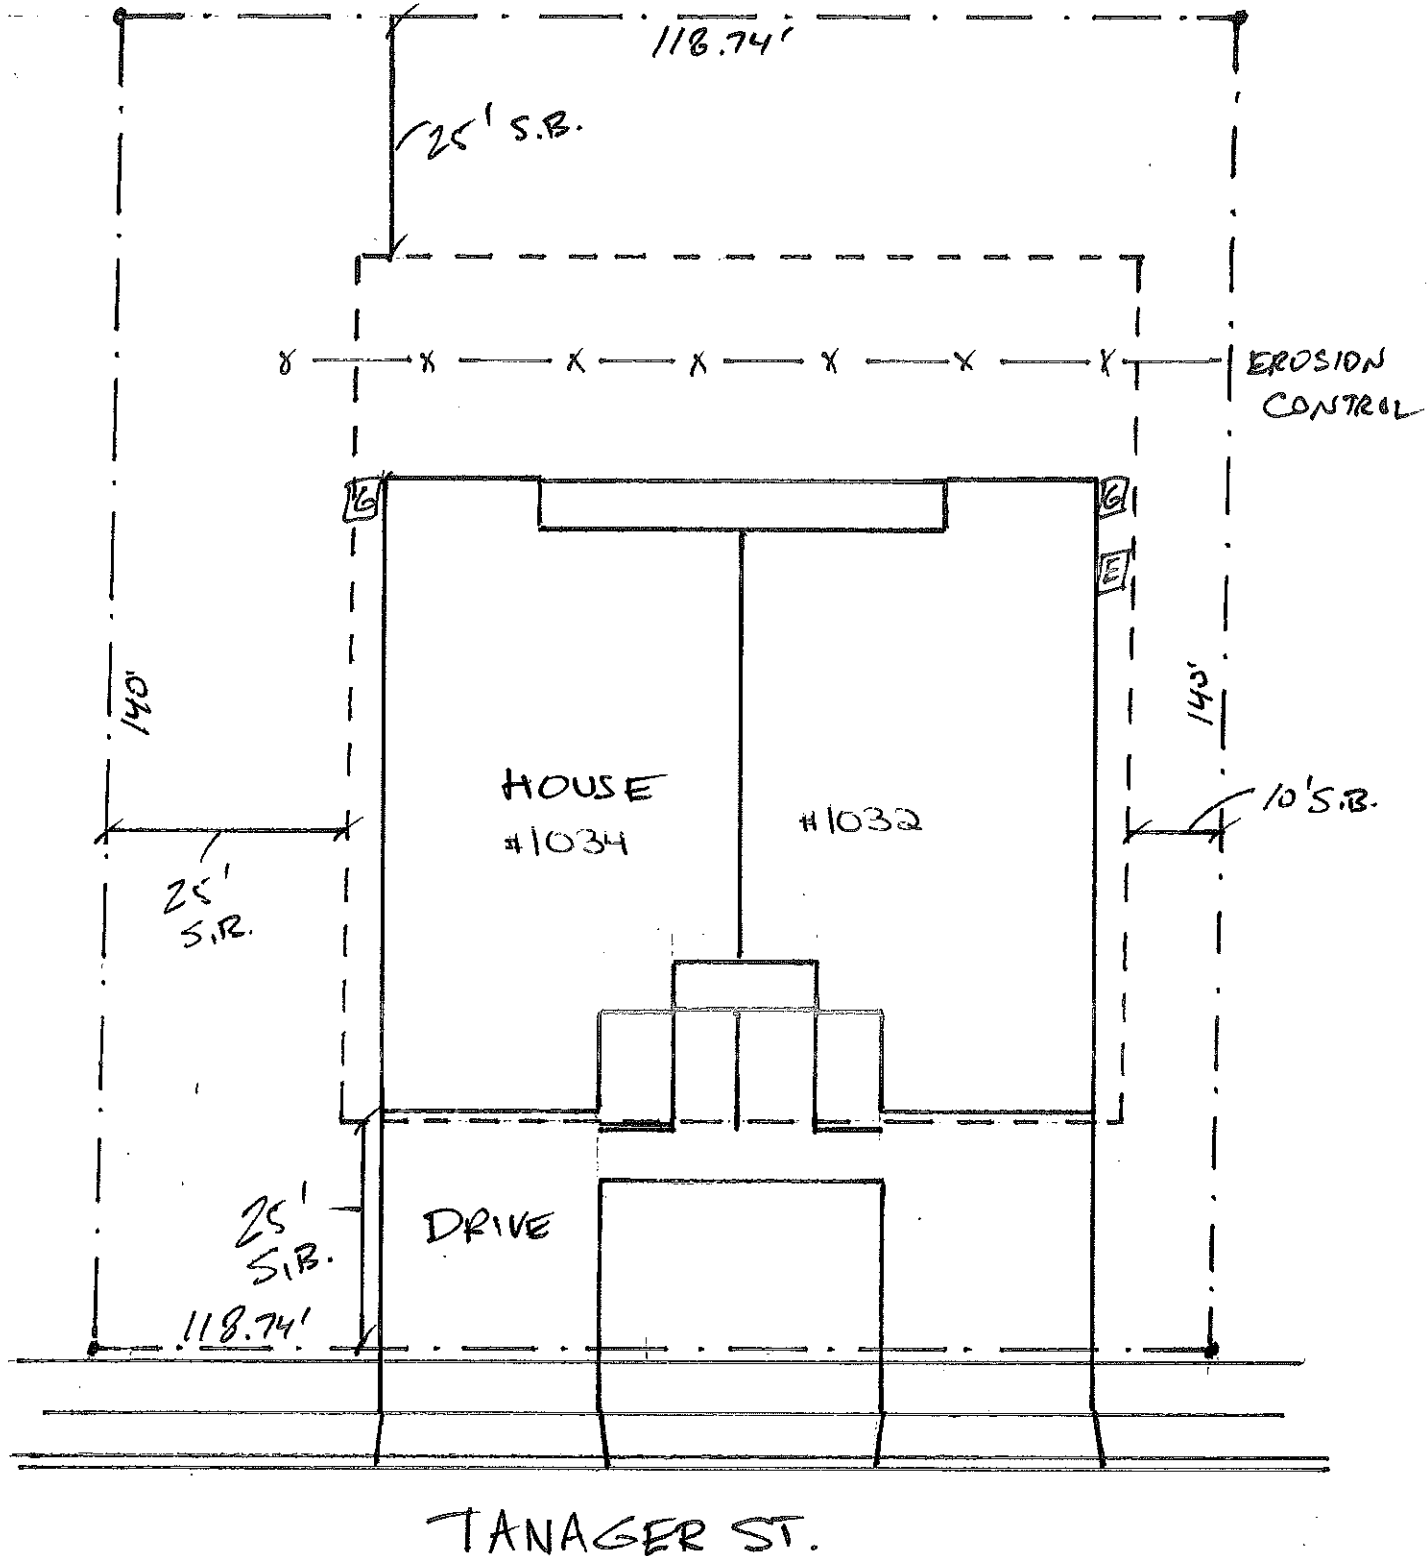 118.74'
25' S.B.
EROSION
CONTROL
G
G
E
140'
140'
HOUSE
#1034
#1032
10' S.B.
25'
S.B.
25'
S.B.
DRIVE
118.74'
TANAGER ST.